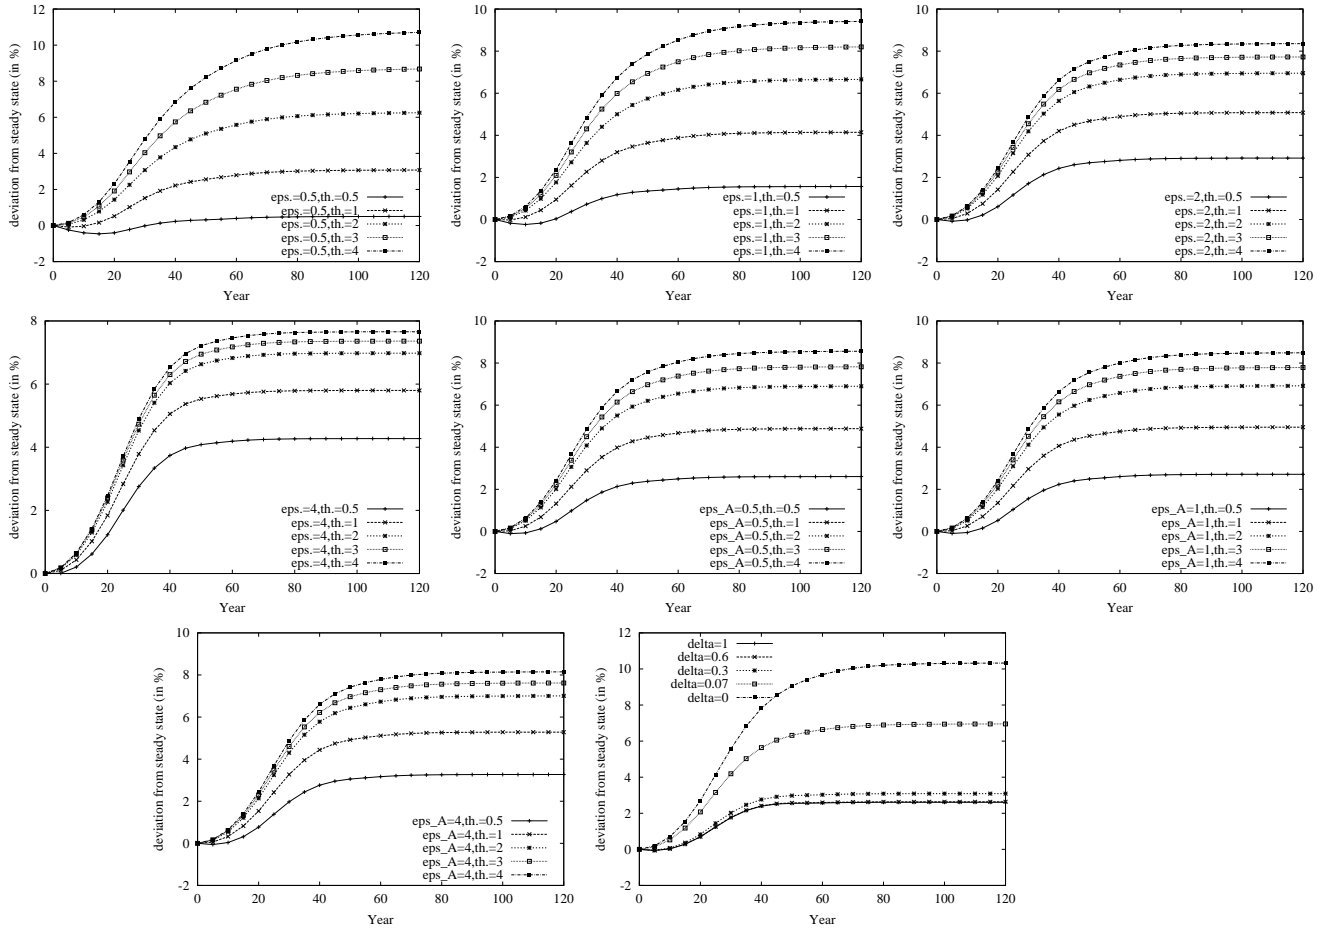 12
10
8
6
4
2
0
-2
0 20 40 60 80 100 120
deviation from steady state (in %)
Year
eps.=0.5,th.=0.5
eps.=0.5,th.=1
eps.=0.5,th.=2
eps.=0.5,th.=3
eps.=0.5,th.=4
10
8
6
4
2
0
-2
0 20 40 60 80 100 120
deviation from steady state (in %)
Year
eps.=1,th.=0.5
eps.=1,th.=1
eps.=1,th.=2
eps.=1,th.=3
eps.=1,th.=4
10
8
6
4
2
0
-2
0 20 40 60 80 100 120
deviation from steady state (in %)
Year
eps.=2,th.=0.5
eps.=2,th.=1
eps.=2,th.=2
eps.=2,th.=3
eps.=2,th.=4
8
6
4
2
0
0 20 40 60 80 100 120
deviation from steady state (in %)
Year
eps.=4,th.=0.5
eps.=4,th.=1
eps.=4,th.=2
eps.=4,th.=3
eps.=4,th.=4
10
8
6
4
2
0
-2
0 20 40 60 80 100 120
deviation from steady state (in %)
Year
eps_A=0.5,th.=0.5
eps_A=0.5,th.=1
eps_A=0.5,th.=2
eps_A=0.5,th.=3
eps_A=0.5,th.=4
10
8
6
4
2
0
-2
0 20 40 60 80 100 120
deviation from steady state (in %)
Year
eps_A=1,th.=0.5
eps_A=1,th.=1
eps_A=1,th.=2
eps_A=1,th.=3
eps_A=1,th.=4
10
8
6
4
2
0
-2
0 20 40 60 80 100 120
deviation from steady state (in %)
Year
eps_A=4,th.=0.5
eps_A=4,th.=1
eps_A=4,th.=2
eps_A=4,th.=3
eps_A=4,th.=4
12
10
8
6
4
2
0
-2
0 20 40 60 80 100 120
deviation from steady state (in %)
Year
delta=1
delta=0.6
delta=0.3
delta=0.07
delta=0